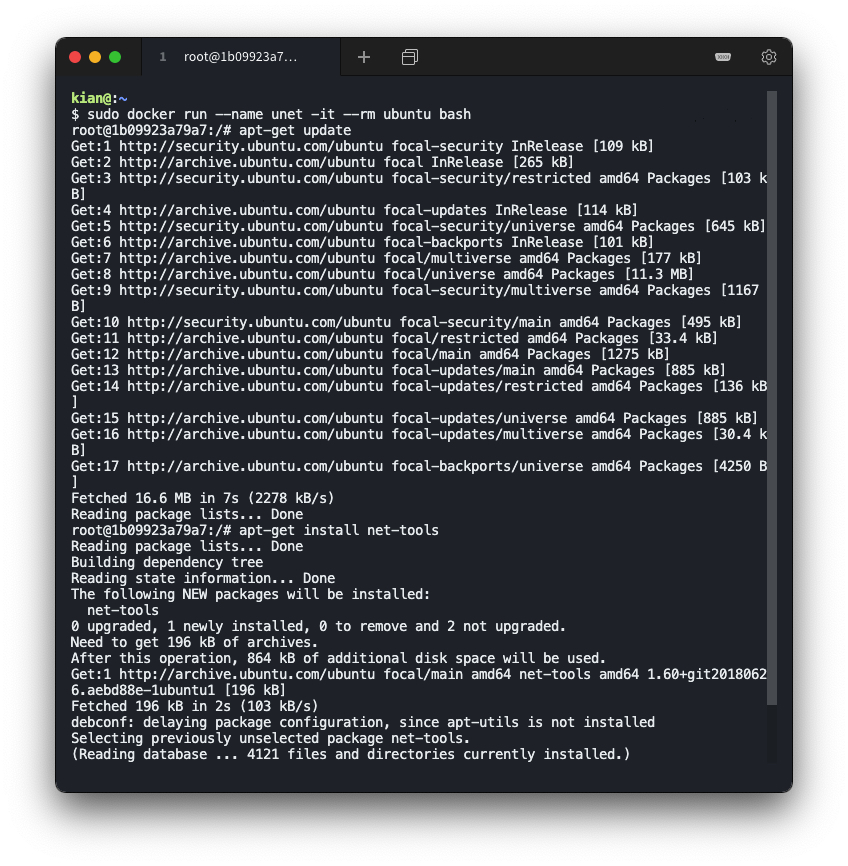 1 root@1b09923a7...
kian@:~
$ sudo docker run --name unet -it --rm ubuntu bash
root@1b09923a79a7:/# apt-get update
Get:1 http://security.ubuntu.com/ubuntu focal-security InRelease [109 kB]
Get:2 http://archive.ubuntu.com/ubuntu focal InRelease [265 kB]
Get:3 http://security.ubuntu.com/ubuntu focal-security/restricted amd64 Packages [103 k
B]
Get:4 http://archive.ubuntu.com/ubuntu focal-updates InRelease [114 kB]
Get:5 http://security.ubuntu.com/ubuntu focal-security/universe amd64 Packages [645 kB]
Get:6 http://archive.ubuntu.com/ubuntu focal-backports InRelease [101 kB]
Get:7 http://archive.ubuntu.com/ubuntu focal/multiverse amd64 Packages [177 kB]
Get:8 http://archive.ubuntu.com/ubuntu focal/universe amd64 Packages [11.3 MB]
Get:9 http://security.ubuntu.com/ubuntu focal-security/multiverse amd64 Packages [1167
B]
Get:10 http://security.ubuntu.com/ubuntu focal-security/main amd64 Packages [495 kB]
Get:11 http://archive.ubuntu.com/ubuntu focal/restricted amd64 Packages [33.4 kB]
Get:12 http://archive.ubuntu.com/ubuntu focal/main amd64 Packages [1275 kB]
Get:13 http://archive.ubuntu.com/ubuntu focal-updates/main amd64 Packages [885 kB]
Get:14 http://archive.ubuntu.com/ubuntu focal-updates/restricted amd64 Packages [136 kB
]
Get:15 http://archive.ubuntu.com/ubuntu focal-updates/universe amd64 Packages [885 kB]
Get:16 http://archive.ubuntu.com/ubuntu focal-updates/multiverse amd64 Packages [30.4 k
B]
Get:17 http://archive.ubuntu.com/ubuntu focal-backports/universe amd64 Packages [4250 B
]
Fetched 16.6 MB in 7s (2278 kB/s)
Reading package lists... Done
root@1b09923a79a7:/# apt-get install net-tools
Reading package lists... Done
Building dependency tree
Reading state information... Done
The following NEW packages will be installed:
  net-tools
0 upgraded, 1 newly installed, 0 to remove and 2 not upgraded.
Need to get 196 kB of archives.
After this operation, 864 kB of additional disk space will be used.
Get:1 http://archive.ubuntu.com/ubuntu focal/main amd64 net-tools amd64 1.60+git2018062
6.aebd88e-1ubuntu1 [196 kB]
Fetched 196 kB in 2s (103 kB/s)
debconf: delaying package configuration, since apt-utils is not installed
Selecting previously unselected package net-tools.
(Reading database ... 4121 files and directories currently installed.)